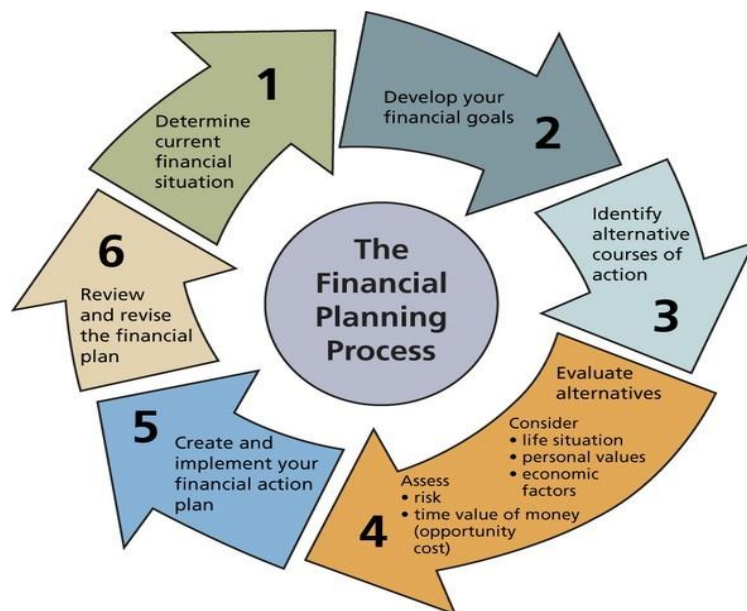 The
Financial
Planning
Process
1
Determine
current
financial
situation
Develop your
financial goals
2
Identify
alternative
courses of
action
3
Evaluate
alternatives
Consider
• life situation
• personal values
• economic
factors
Assess
• risk
• time value of money
(opportunity
cost)
4
5
Create and
implement your
financial action
plan
6
Review
and revise
the financial
plan